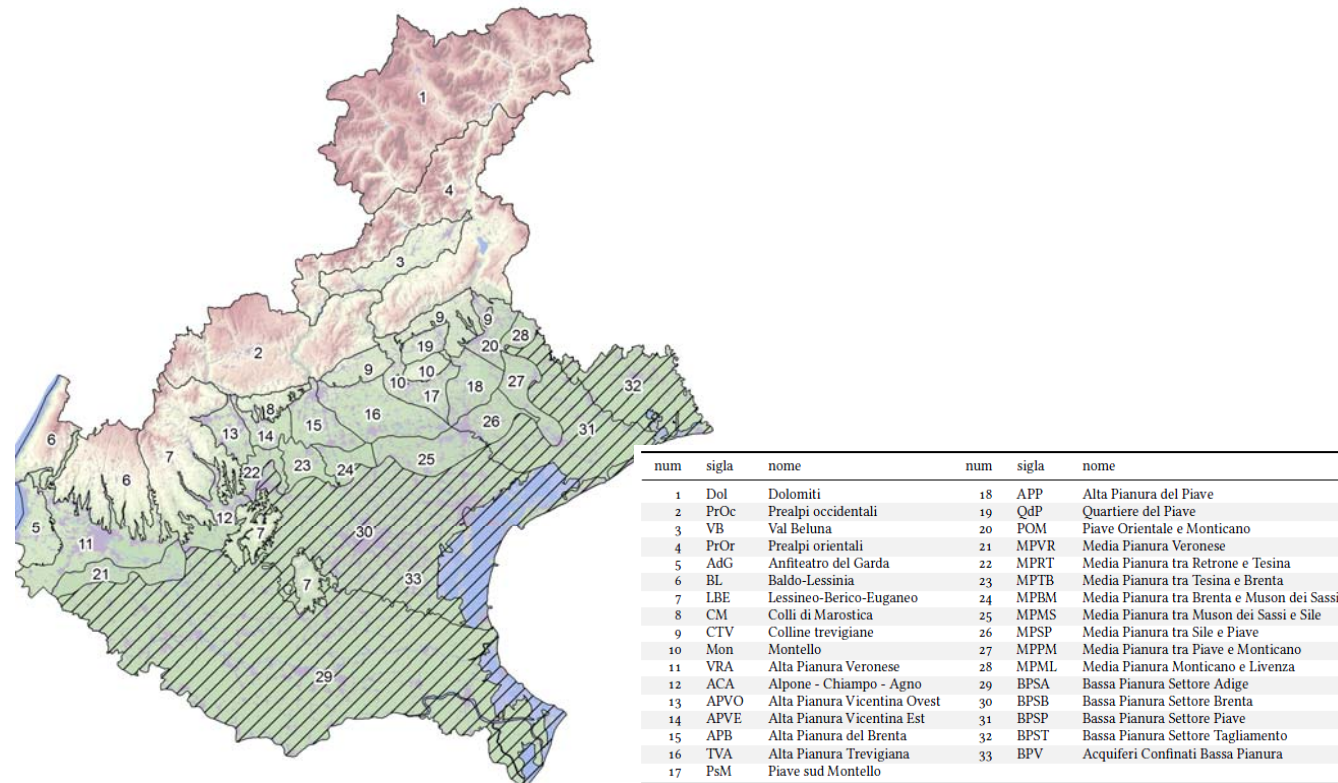 1
4
3
9
9
2
28
20
19
32
9
10
10
18
27
17
6
8
16
26
13
15
31
14
7
25
23
24
22
6
12
5
30
7
11
21
33
7
29
num sigla nome num sigla nome
1 Dol Dolomiti 18 APP Alta Pianura del Piave
2 PrOc Prealpi occidentali 19 QdP Quartiere del Piave
3 VB Val Beluna 20 POM Piave Orientale e Monticano
4 PrOr Prealpi orientali 21 MPVR Media Pianura Veronese
5 AdG Anfiteatro del Garda 22 MPRT Media Pianura tra Retrone e Tesina
6 BL Baldo-Lessinia 23 MPTB Media Pianura tra Tesina e Brenta
7 LBE Lessineo-Berico-Euganeo 24 MPBM Media Pianura tra Brenta e Muson dei Sassi
8 CM Colli di Marostica 25 MPMS Media Pianura tra Muson dei Sassi e Sile
9 CTV Colline trevigiane 26 MPSP Media Pianura tra Sile e Piave
10 Mon Montello 27 MPPM Media Pianura tra Piave e Monticano
11 VRA Alta Pianura Veronese 28 MPML Media Pianura Monticano e Livenza
12 ACA Alpone - Chiampo - Agno 29 BPSA Bassa Pianura Settore Adige
13 APVO Alta Pianura Vicentina Ovest 30 BPSB Bassa Pianura Settore Brenta
14 APVE Alta Pianura Vicentina Est 31 BPSP Bassa Pianura Settore Piave
15 APB Alta Pianura del Brenta 32 BPST Bassa Pianura Settore Tagliamento
16 TVA Alta Pianura Trevigiana 33 BPV Acquiferi Confinati Bassa Pianura
17 PsM Piave sud Montello